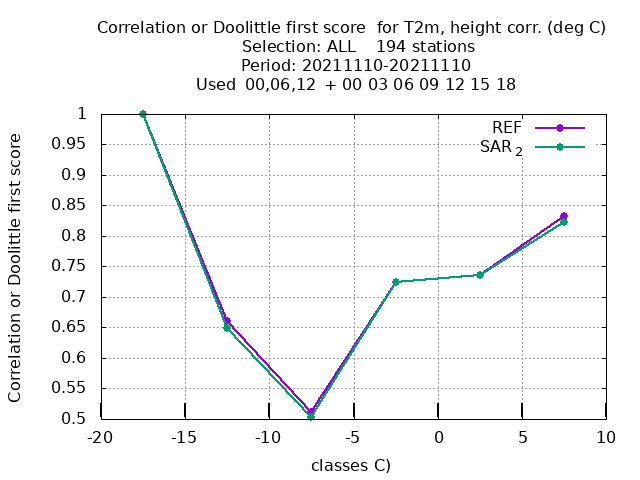 Correlation or Doolittle first score  for T2m, height corr. (deg C)
Selection: ALL    194 stations
Period: 20211110-20211110
Used  00,06,12  + 00 03 06 09 12 15 18
REF
SAR 2
1
0.95
0.9
0.85
0.8
0.75
0.7
0.65
0.6
0.55
0.5
Correlation or Doolittle first score
-20 -15 -10 -5 0 5 10
classes C)